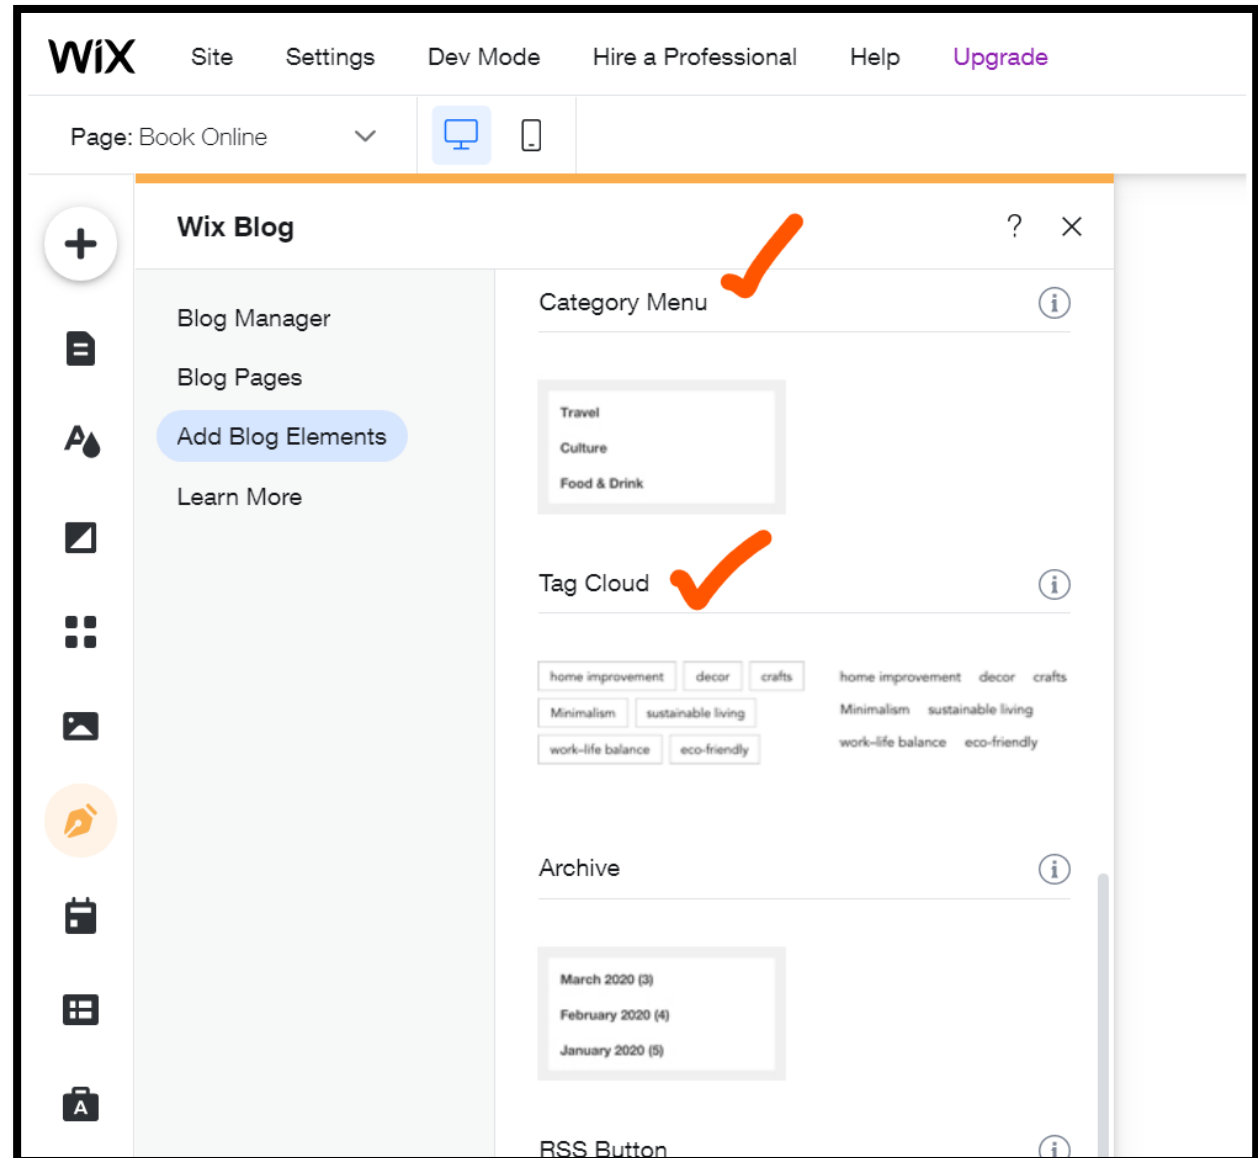 WiX Site Settings Dev Mode Hire a Professional Help Upgrade
Page: Book Online
Wix Blog ? ×
Blog Manager
Blog Pages
Add Blog Elements
Learn More
Category Menu i
Travel
Culture
Food & Drink
Tag Cloud i
home improvement decor crafts
Minimalism sustainable living
work-life balance eco-friendly
home improvement decor crafts
Minimalism sustainable living
work-life balance eco-friendly
Archive i
March 2020 (3)
February 2020 (4)
January 2020 (5)
RSS Button i
A